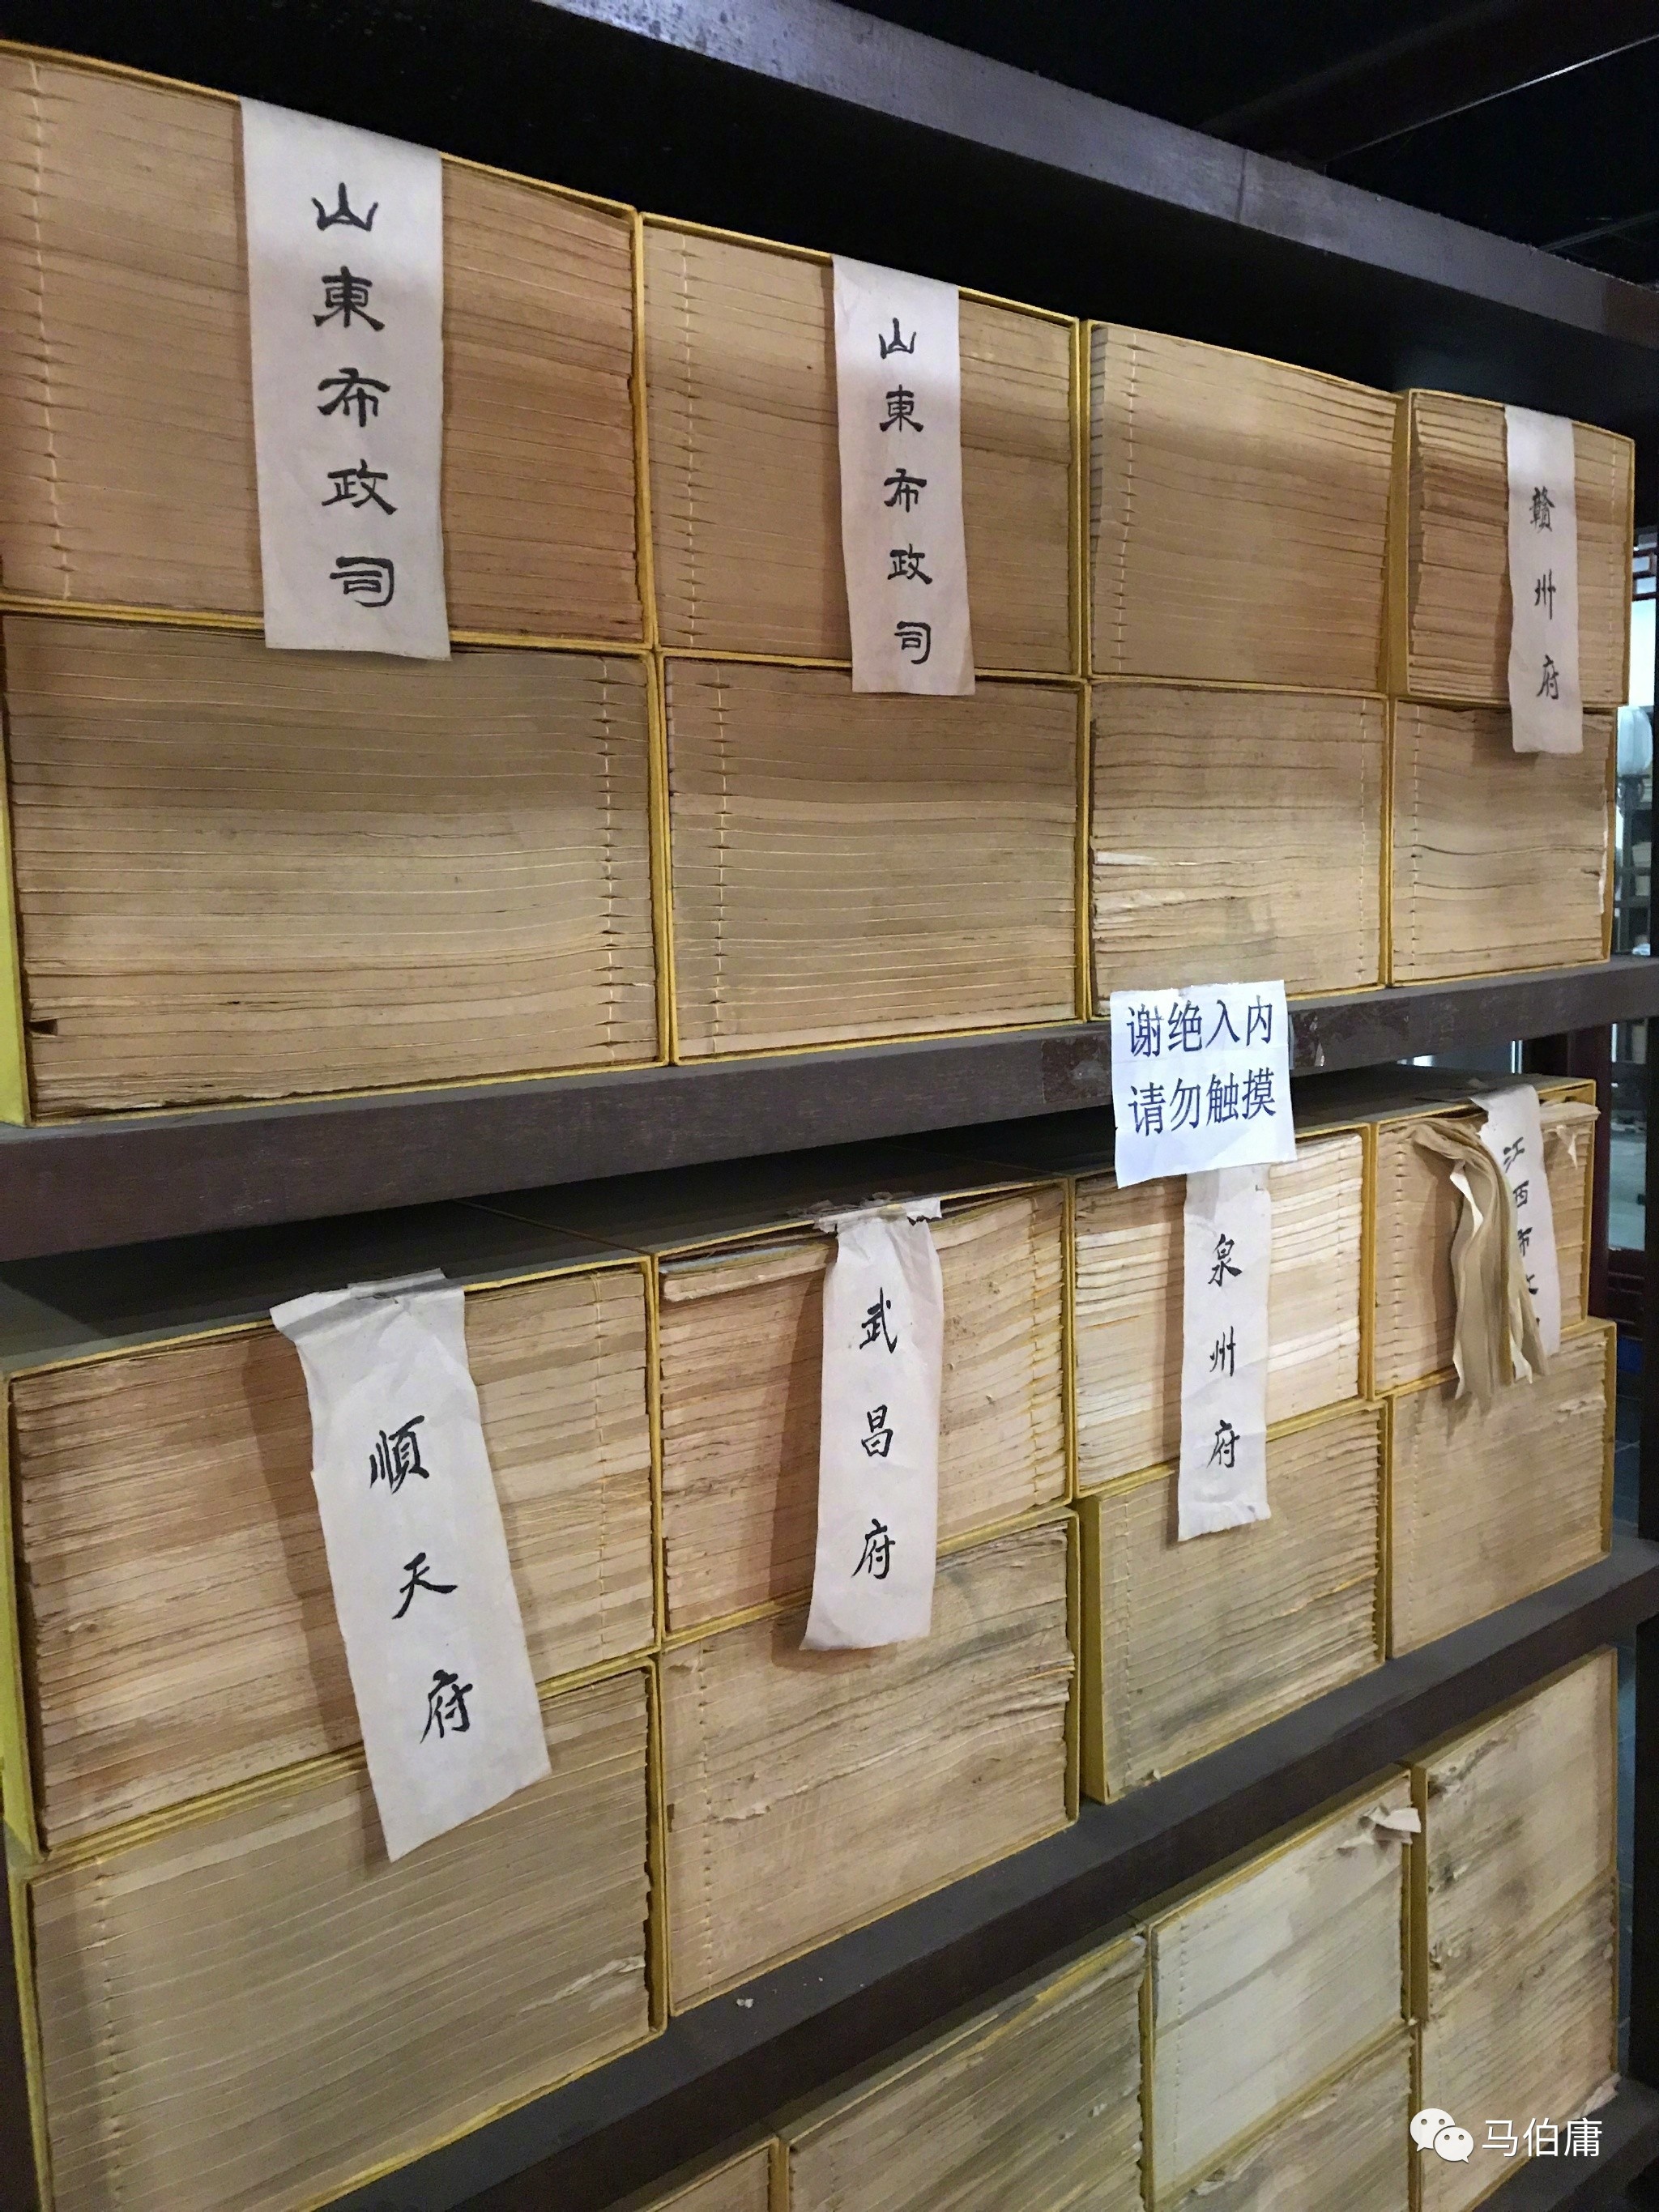 山東布政司
山東布政司
贛州府
谢绝入内
请勿触摸
順天府
武昌府
泉州府
江西布
马伯庸